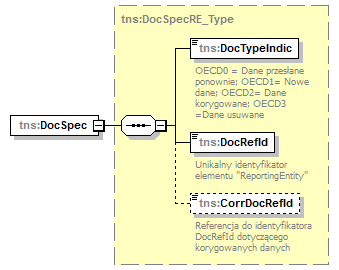 tns:DocSpecRE_Type
tns:DocTypeIndic
OECD0 = Dane przesłane
ponownie; OECD1= Nowe
dane; OECD2= Dane
korygowane; OECD3
=Dane usuwane
tns:DocSpec
tns:DocRefId
Unikalny identyfikator
elementu "ReportingEntity"
tns:CorrDocRefId
Referencja do identyfikatora
DocRefId dotyczącego
korygowanych danych